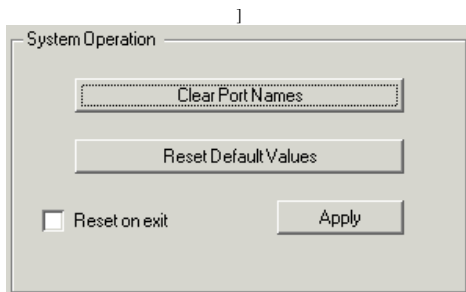 ]
System Operation
Clear Port Names
Reset Default Values
Reset on exit
Apply